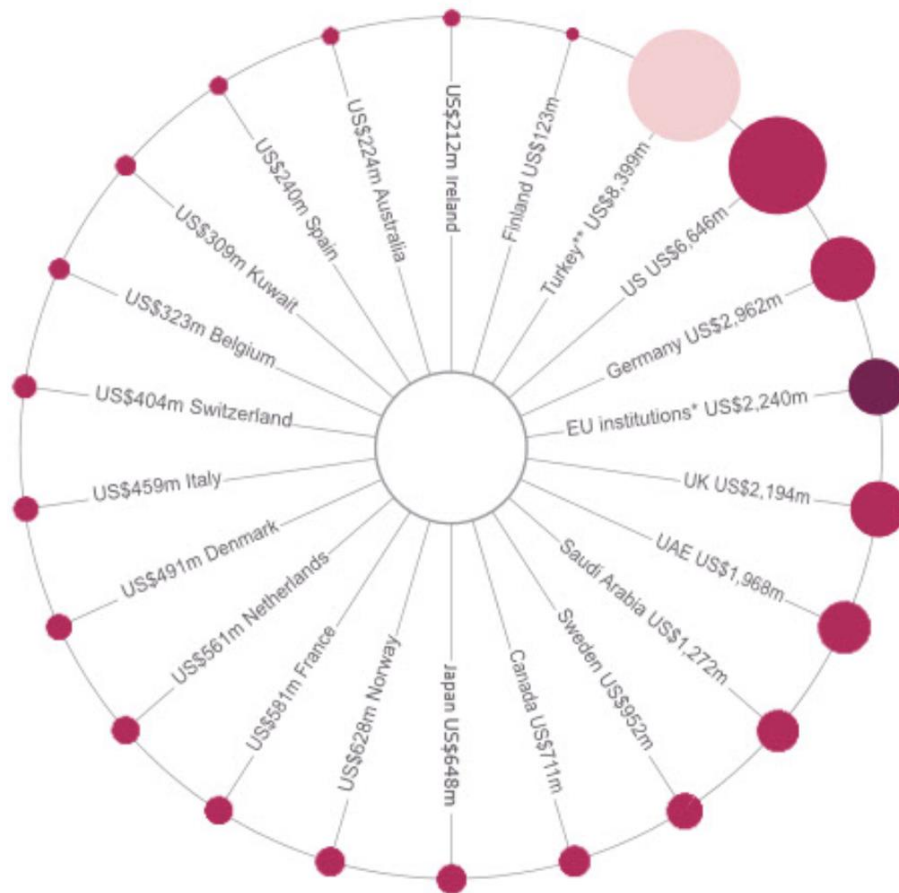 Turkey** US$8,399m
US US$6,646m
Germany US$2,962m
EU institutions* US$2,240m
UK US$2,194m
UAE US$1,968m
Saudi Arabia US$1,272m
Sweden US$952m
Canada US$711m
Japan US$648m
US$628m Norway
US$581m France
US$561m Netherlands
US$491m Denmark
US$459m Italy
US$404m Switzerland
US$323m Belgium
US$309m Kuwait
US$240m Spain
US$224m Australia
US$212m Ireland
Finland US$123m